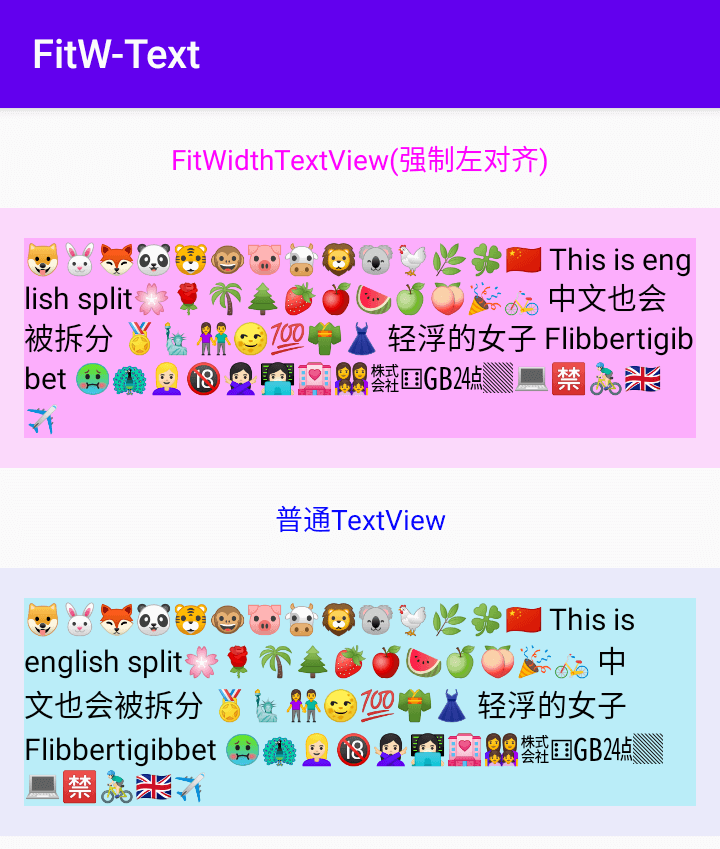 FitW-Text
FitWidthTextView(强制左对齐)
🐶🐰🦊🐼🐯🐵🐷🐮🦁🐨🐓🌿🍀🇨🇳 This is eng
lish split🌸🌹🌴🌲🍓🍎🍉🍏🍑🎉🚲 中文也会
被拆分 🏅🗽👫😏💯👘👗 轻浮的女子 Flibbertigib
bet 🤢🦚👱‍♀️🔞🙅🏻‍♀️👩🏻‍💻🏩👩‍👩‍👧‍👧㍿⚅㎇㍰▒💻🈲🚴🏻‍♂️🇬🇧
✈️
普通TextView
🐶🐰🦊🐼🐯🐵🐷🐮🦁🐨🐓🌿🍀🇨🇳 This is
english split🌸🌹🌴🌲🍓🍎🍉🍏🍑🎉🚲 中
文也会被拆分 🏅🗽👫😏💯👘👗 轻浮的女子
Flibbertigibbet 🤢🦚👱‍♀️🔞🙅🏻‍♀️👩🏻‍💻🏩👩‍👩‍👧‍👧㍿⚅㎇㍰▒
💻🈲🚴🏻‍♂️🇬🇧✈️